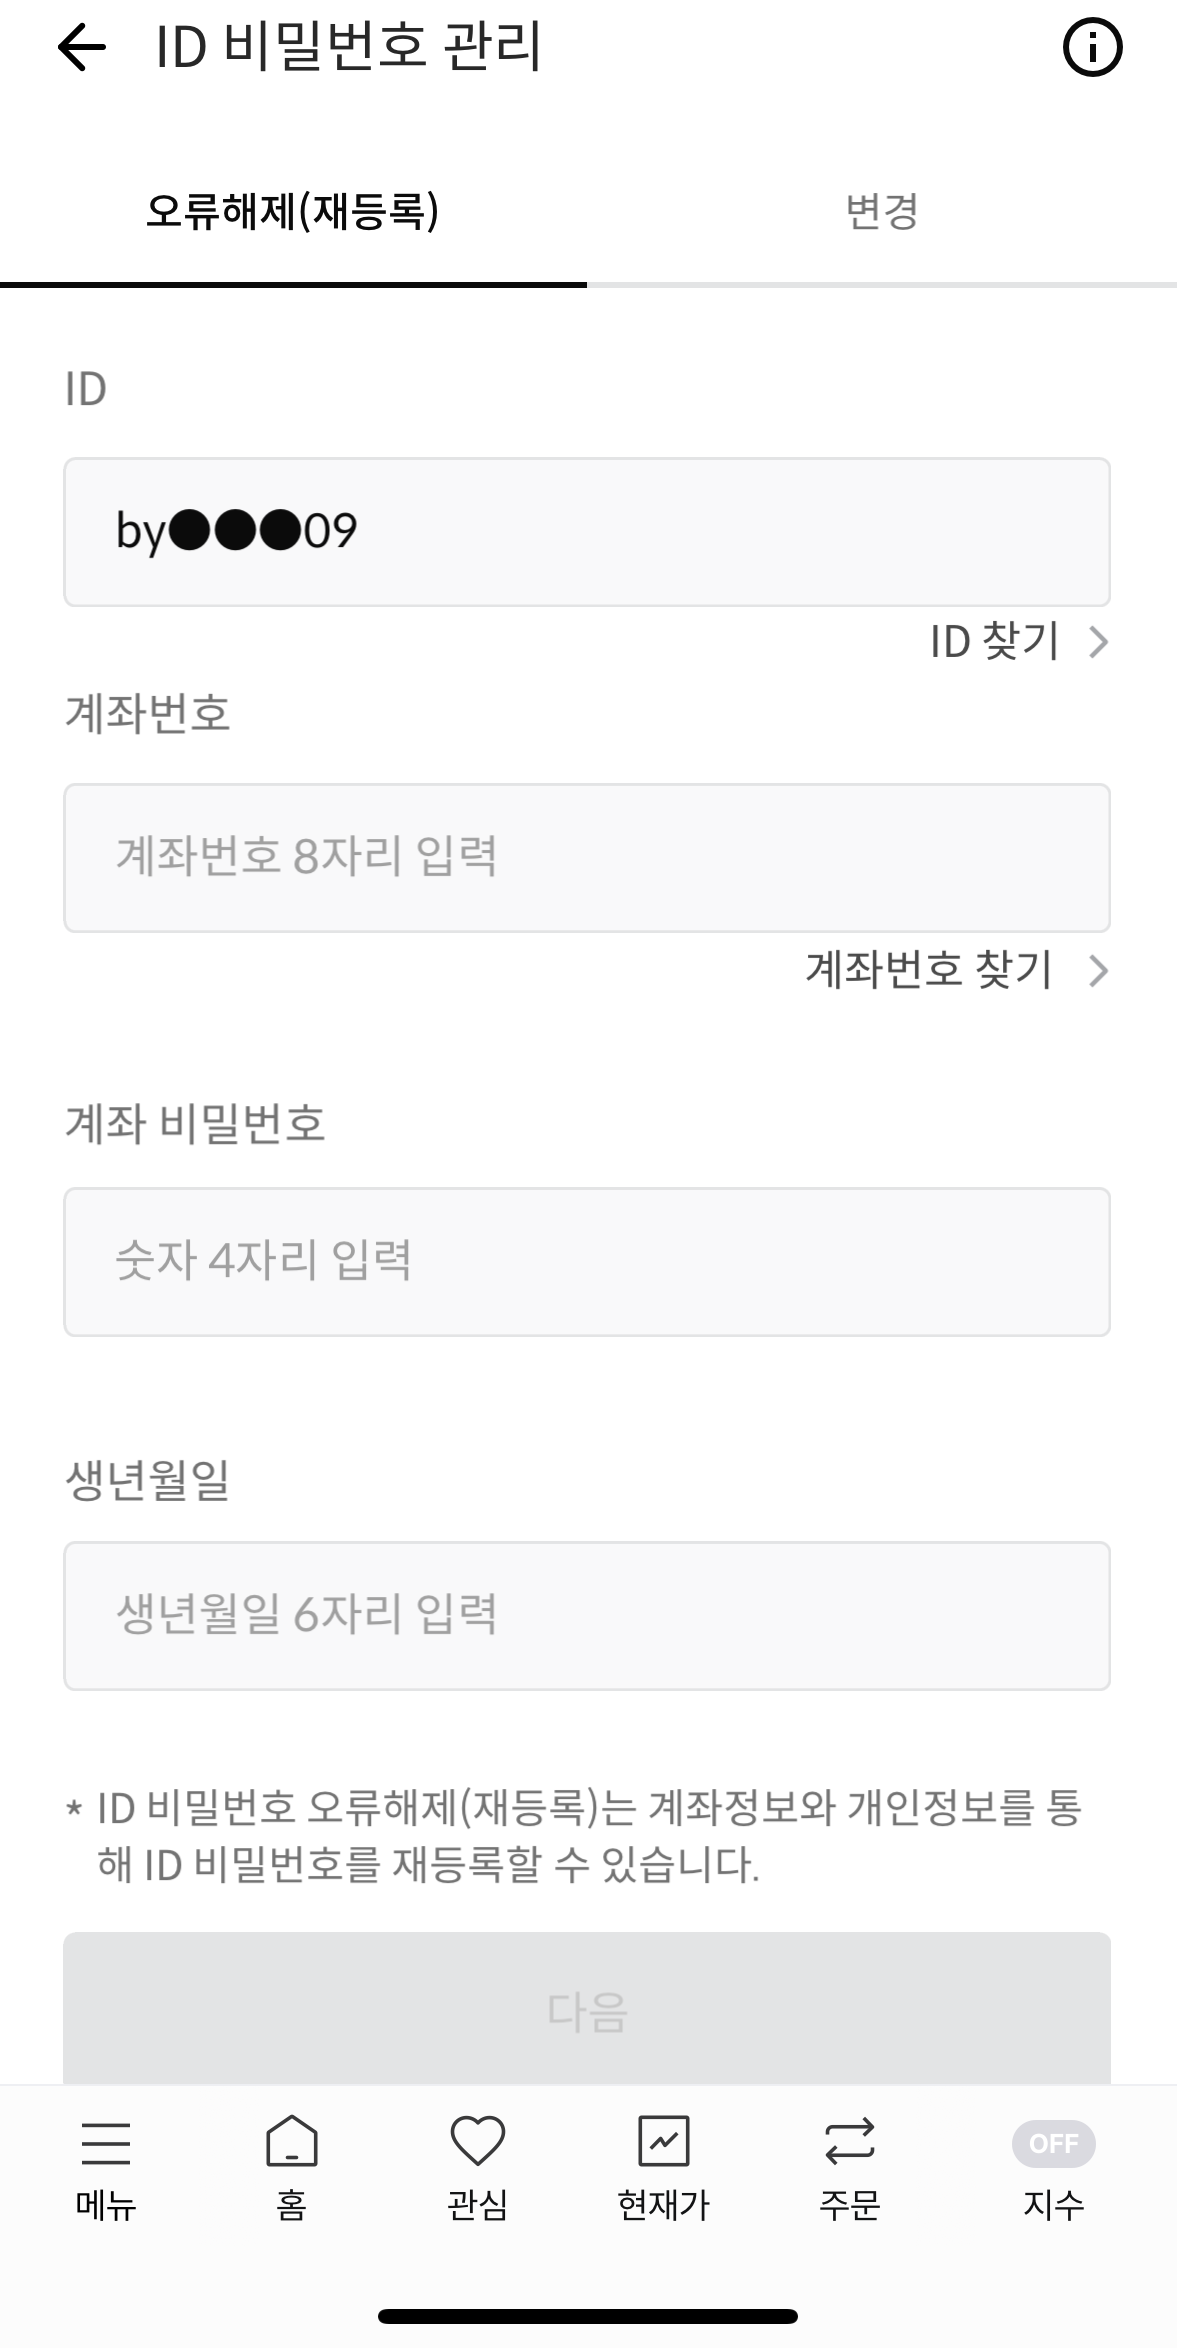 ID 비밀번호 관리
오류해제(재등록)
변경
ID
by●●●09
ID 찾기
계좌번호
계좌번호 8자리 입력
계좌번호 찾기
계좌 비밀번호
숫자 4자리 입력
생년월일
생년월일 6자리 입력
* ID 비밀번호 오류해제(재등록)는 계좌정보와 개인정보를 통
해 ID 비밀번호를 재등록할 수 있습니다.
다음
OFF
메뉴 홈 관심 현재가 주문 지수